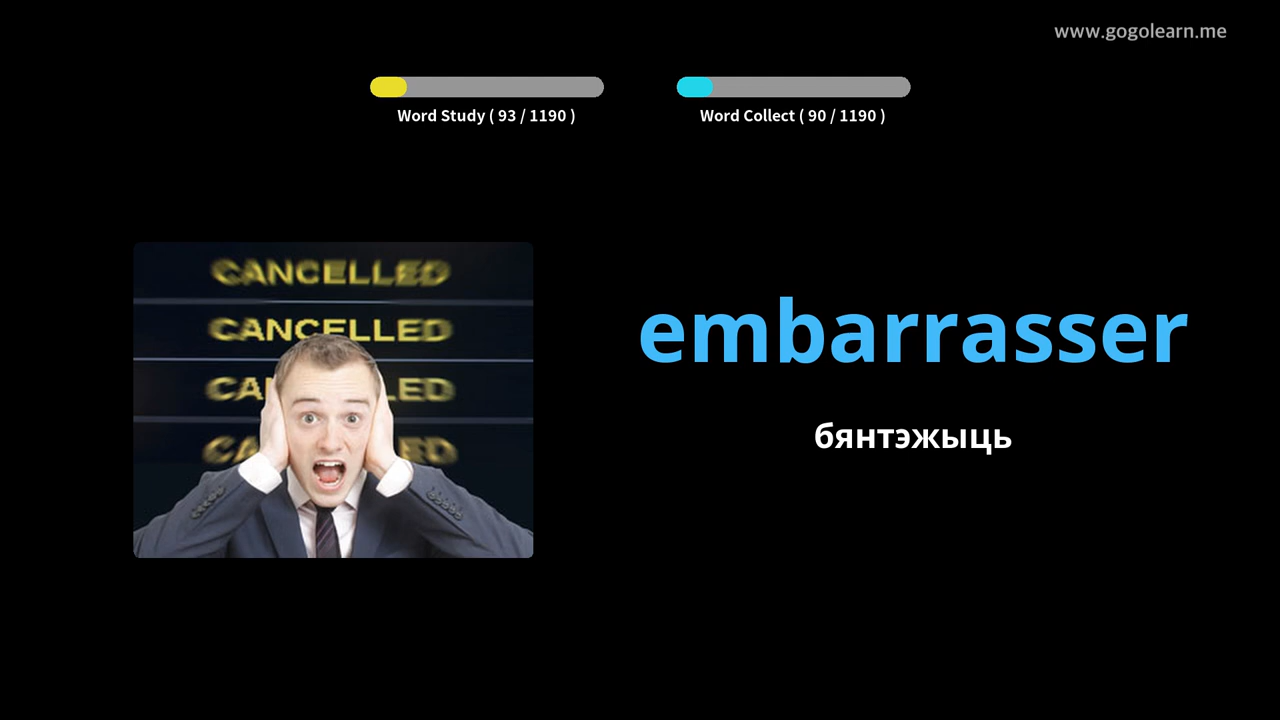 www.gogolearn.me
Word Study ( 93 / 1190 )
Word Collect ( 90 / 1190 )
CANCELLED
CANCELLED
embarrasser
бянтэжыць